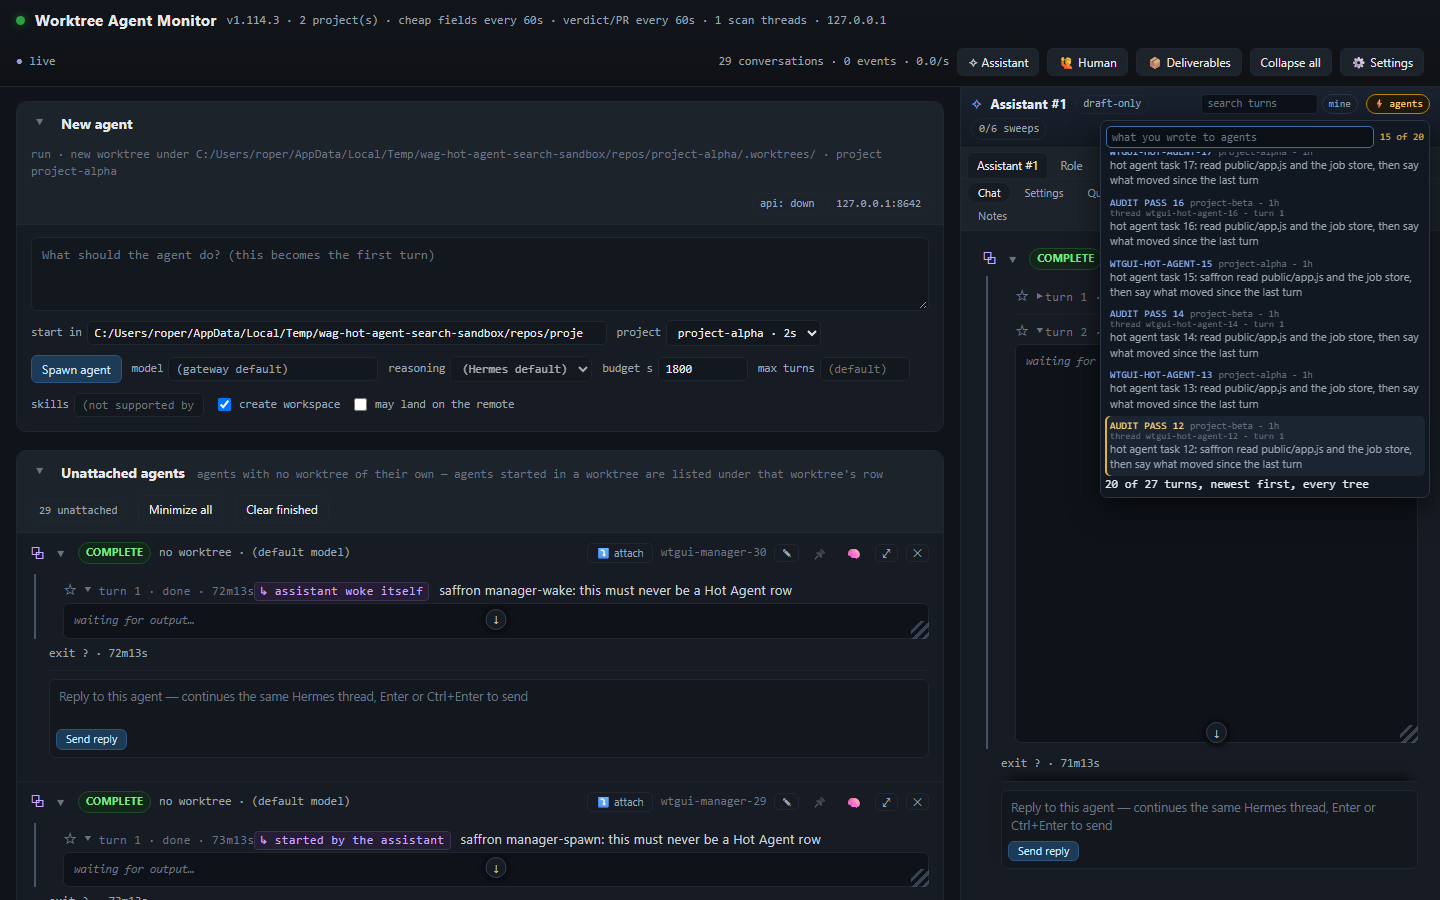 Worktree Agent Monitor v1.114.3 · 2 project(s) · cheap fields every 60s · verdict/PR every 60s · 1 scan threads · 127.0.0.1
live
29 conversations · 0 events · 0.0/s
Assistant
Human
Deliverables
Collapse all
Settings
New agent
run · new worktree under C:/Users/roper/AppData/Local/Temp/wag-hot-agent-search-sandbox/repos/project-alpha/.worktrees/ · project
project-alpha
api: down 127.0.0.1:8642
What should the agent do? (this becomes the first turn)
start in C:/Users/roper/AppData/Local/Temp/wag-hot-agent-search-sandbox/repos/proje project project-alpha · 2s
Spawn agent model (gateway default) reasoning (Hermes default) budget s 1800 max turns (default)
skills (not supported by create workspace may land on the remote
Unattached agents agents with no worktree of their own — agents started in a worktree are listed under that worktree's row
29 unattached Minimize all Clear finished
COMPLETE no worktree · (default model) attach wtgui-manager-30
turn 1 · done · 72m13s ↳ assistant woke itself saffron manager-wake: this must never be a Hot Agent row
waiting for output…
exit ? · 72m13s
Reply to this agent — continues the same Hermes thread, Enter or Ctrl+Enter to send
Send reply
COMPLETE no worktree · (default model) attach wtgui-manager-29
turn 1 · done · 73m13s ↳ started by the assistant saffron manager-spawn: this must never be a Hot Agent row
waiting for output…
exit ? · 73m13s
Assistant #1 draft-only search turns mine agents
0/6 sweeps
Assistant #1 Role
Chat Settings Qu
Notes
COMPLETE
turn 1 ·
turn 2 ·
waiting for
what you wrote to agents 15 of 20
WTGUI-HOT-AGENT-17 project-alpha - 1h
hot agent task 17: read public/app.js and the job store, then say
what moved since the last turn
AUDIT PASS 16 project-beta - 1h
thread wtgui-hot-agent-16 - turn 1
hot agent task 16: read public/app.js and the job store, then say
what moved since the last turn
WTGUI-HOT-AGENT-15 project-alpha - 1h
hot agent task 15: saffron read public/app.js and the job store,
then say what moved since the last turn
AUDIT PASS 14 project-beta - 1h
thread wtgui-hot-agent-14 - turn 1
hot agent task 14: read public/app.js and the job store, then say
what moved since the last turn
WTGUI-HOT-AGENT-13 project-alpha - 1h
hot agent task 13: read public/app.js and the job store, then say
what moved since the last turn
AUDIT PASS 12 project-beta - 1h
thread wtgui-hot-agent-12 - turn 1
hot agent task 12: saffron read public/app.js and the job store,
then say what moved since the last turn
20 of 27 turns, newest first, every tree
exit ? · 71m13s
Reply to this agent — continues the same Hermes thread, Enter or
Ctrl+Enter to send
Send reply